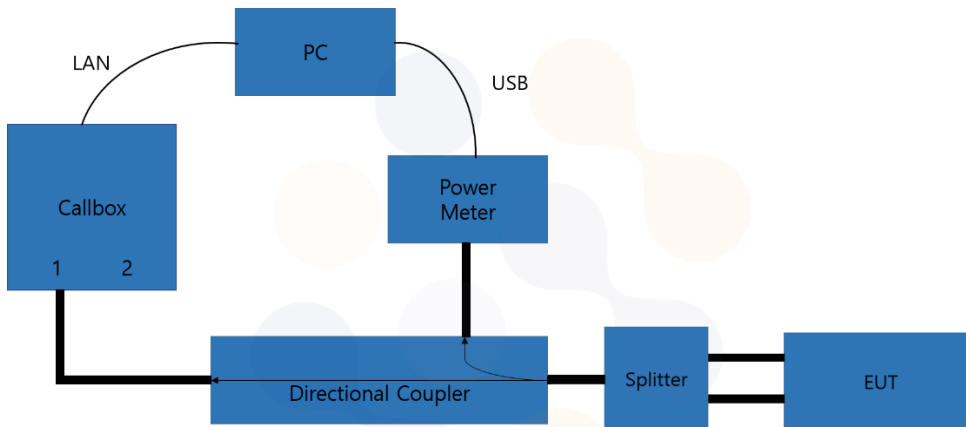 PC
LAN
USB
Callbox
1 2
Power
Meter
Directional Coupler
Splitter
EUT